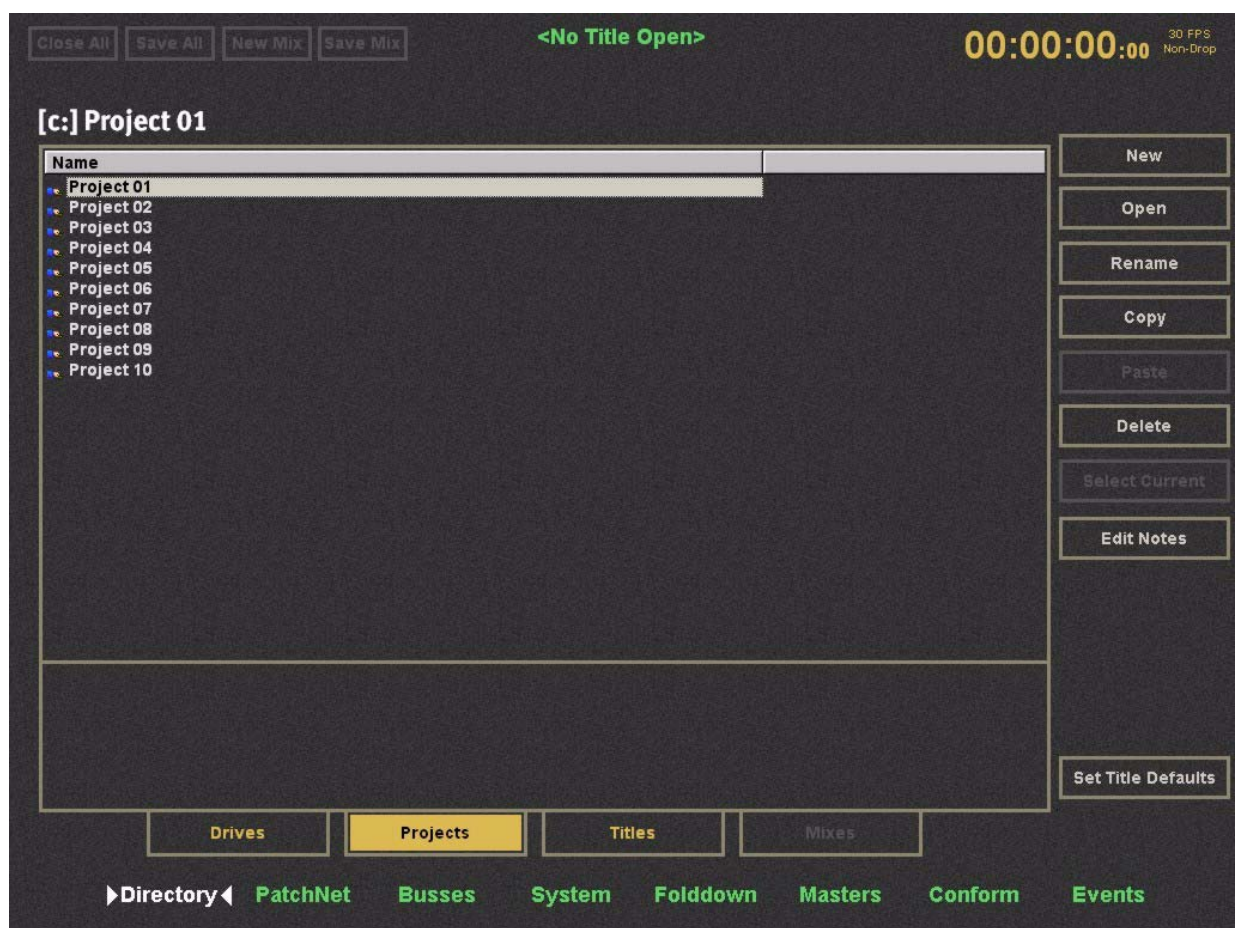 Close All Save All New Mix Save Mix <No Title Open> 00:00:00:00 30 FPS
Non-Drop
[c:] Project 01
Name
Project 01
Project 02
Project 03
Project 04
Project 05
Project 06
Project 07
Project 08
Project 09
Project 10
New
Open
Rename
Copy
Paste
Delete
Select Current
Edit Notes
Set Title Defaults
Drives Projects Titles Mixes
Directory PatchNet Busses System Folddown Masters Conform Events